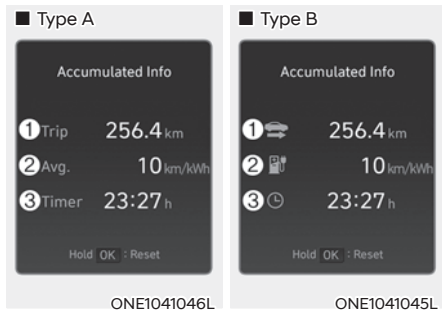 ■ Type A
Accumulated Info
① Trip 256.4 km
② Avg. 10 km/kWh
③ Timer 23:27 h
Hold OK : Reset
ONE1041046L
■ Type B
Accumulated Info
① 256.4 km
② 10 km/kWh
③ 23:27 h
Hold OK : Reset
ONE1041045L